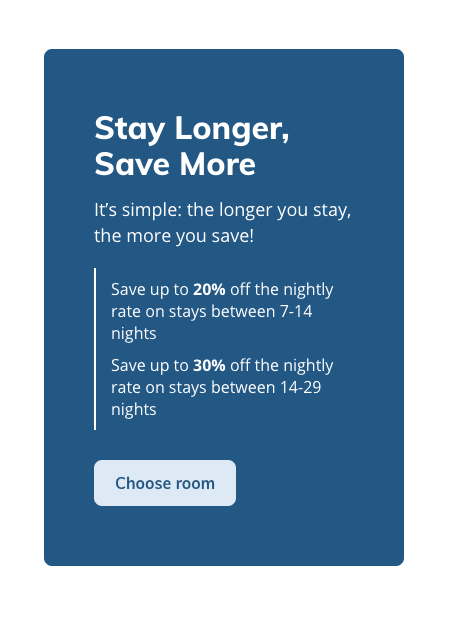 Stay Longer,
Save More
It’s simple: the longer you stay,
the more you save!
Save up to 20% off the nightly
rate on stays between 7-14
nights
Save up to 30% off the nightly
rate on stays between 14-29
nights
Choose room